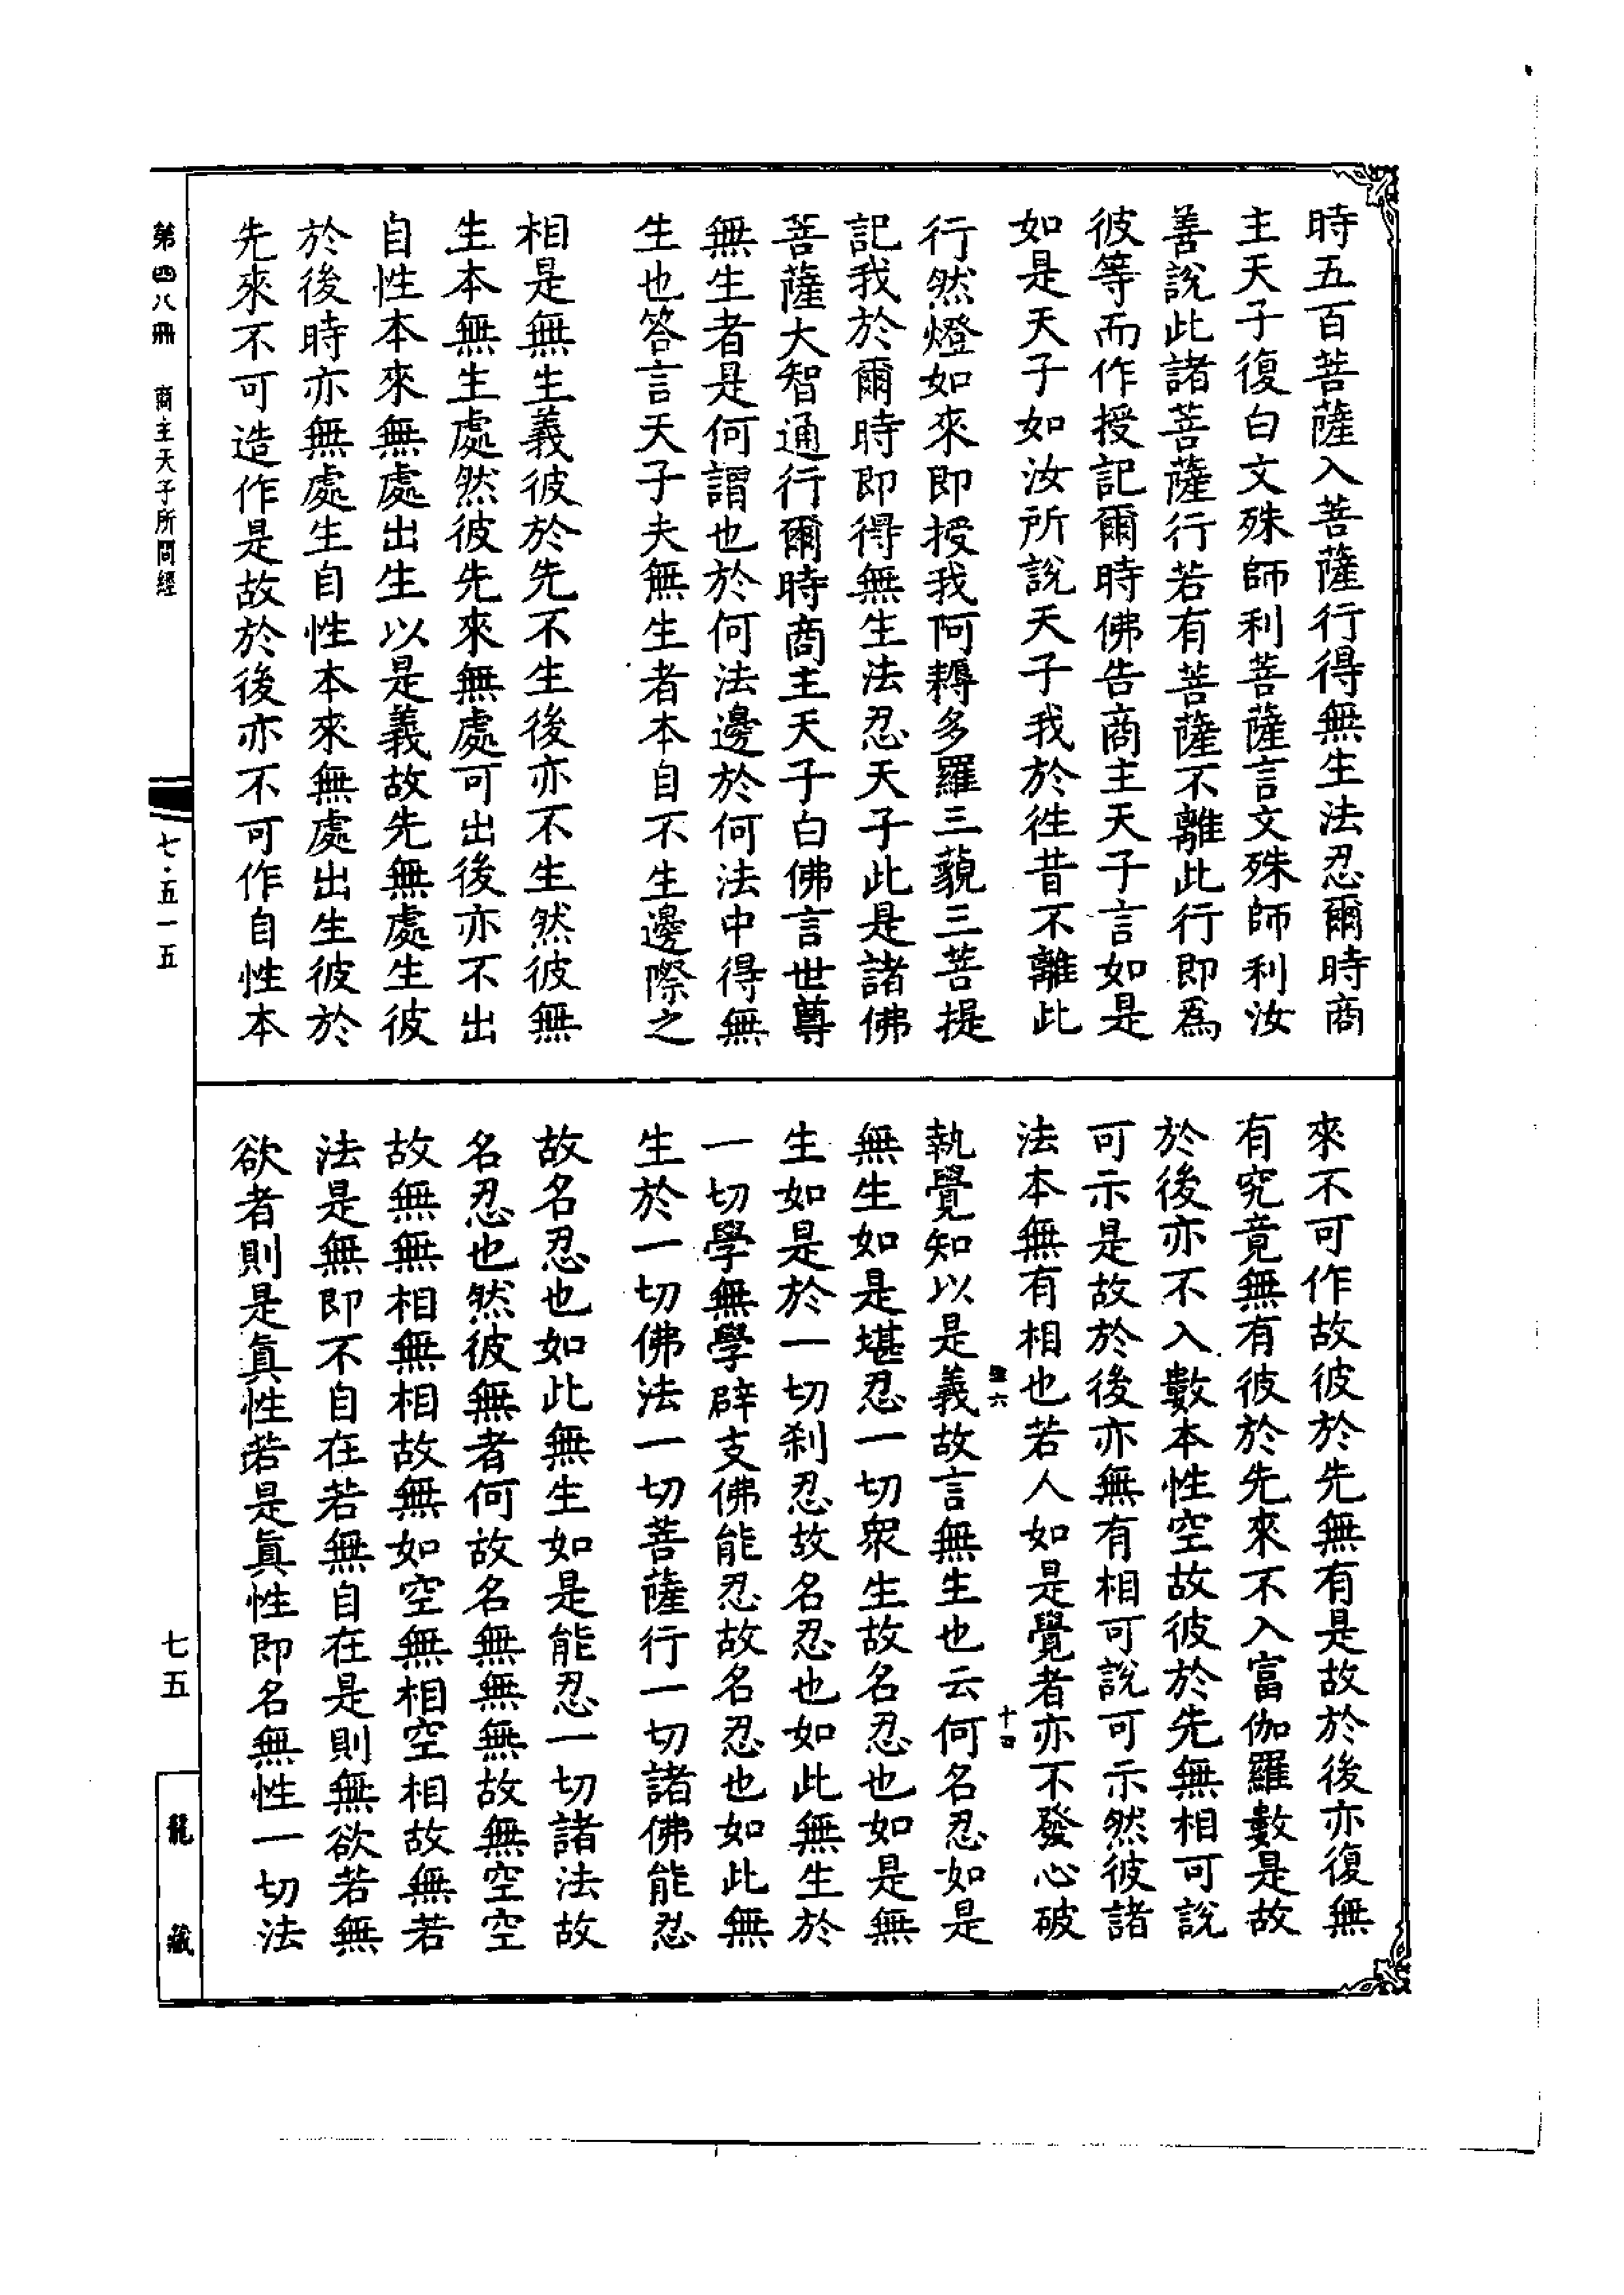 時五百菩薩入菩薩行得無生法忍爾時商
主天子復白文殊師利菩薩言文殊師利汝
善說此諸菩薩行若有菩薩不離此行即為
彼等而作授記爾時佛告商主天子言如是
如是天子如汝所說天子我於往昔不離此
行然燈如來即授我阿耨多羅三藐三菩提
記我於爾時即得無生法忍天子此是諸佛
菩薩大智通行爾時商主天子白佛言世尊
無生者是何謂也於何法邊於何法中得無
生也答言天子夫無生者本自不生邊際之
相是無生義彼於先不生後亦不生然彼無
生本無生處然彼先來無處可出後亦不出
自性本來無處出生以是義故先無處生彼
於後時亦無處生自性本來無處出生彼於
先來不可造作是故於後亦不可作自性本
來不可作故彼於先無有是故於後亦復無
有究竟無有彼於先來不入富伽羅數是故
於後亦不入數本性空故彼於先無相可說
可示是故於後亦無有相可說可示然彼諸
法本無有相也若人如是覺者亦不發心破
執覺知以是義故言無生也云何名忍如是
無生如是堪忍一切眾生故名忍也如是無
生如是於一切剎忍故名忍也如此無生於
一切學無學辟支佛能忍故名忍也如此無
生於一切佛法一切菩薩行一切諸佛能忍
故名忍也如此無生如是能忍一切諸法故
名忍也然彼無者何故名無無無故無空空
故無無相無相故無如空無相空相故無若
法是無即不自在若無自在是則無欲若無
欲者則是真性若是真性即名無性一切法
六
十四
第四八冊 商主天子所問經
七·五一五
七五
龍藏